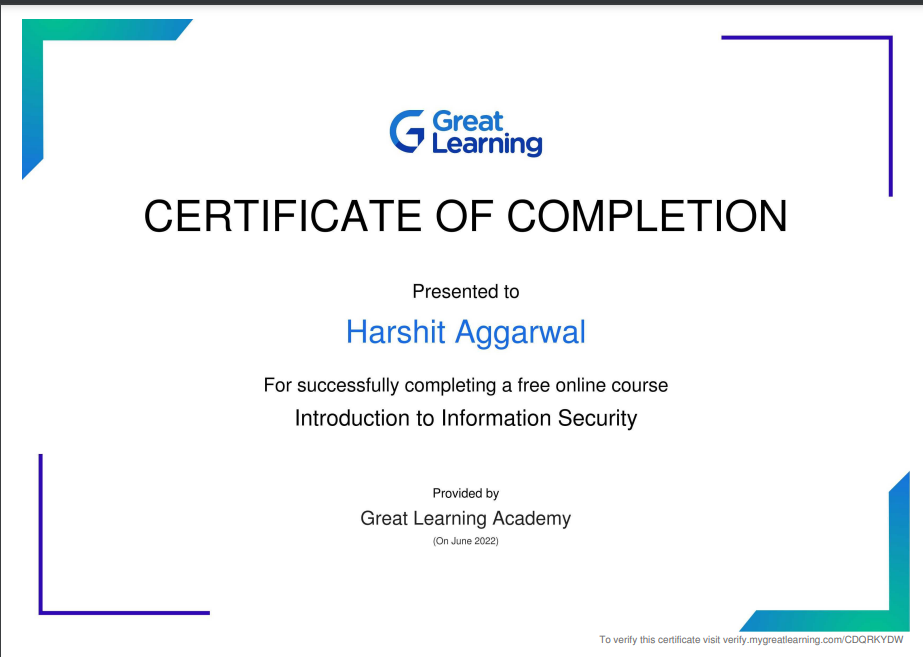 Great
Learning
CERTIFICATE OF COMPLETION
Presented to
Harshit Aggarwal
For successfully completing a free online course
Introduction to Information Security
Provided by
Great Learning Academy
(On June 2022)
To verify this certificate visit verify.mygreatlearning.com/CDQRKYDW